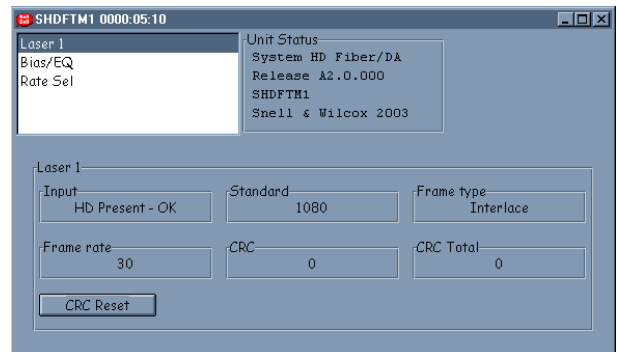 SHDFTM1 0000:05:10
Laser 1
Bias/EQ
Rate Sel
Unit Status
System HD Fiber/DA
Release A2.0.000
SHDFTM1
Snell & Wilcox 2003
Laser 1
Input
HD Present - OK
Standard
1080
Frame type
Interlace
Frame rate
30
CRC
0
CRC Total
0
CRC Reset